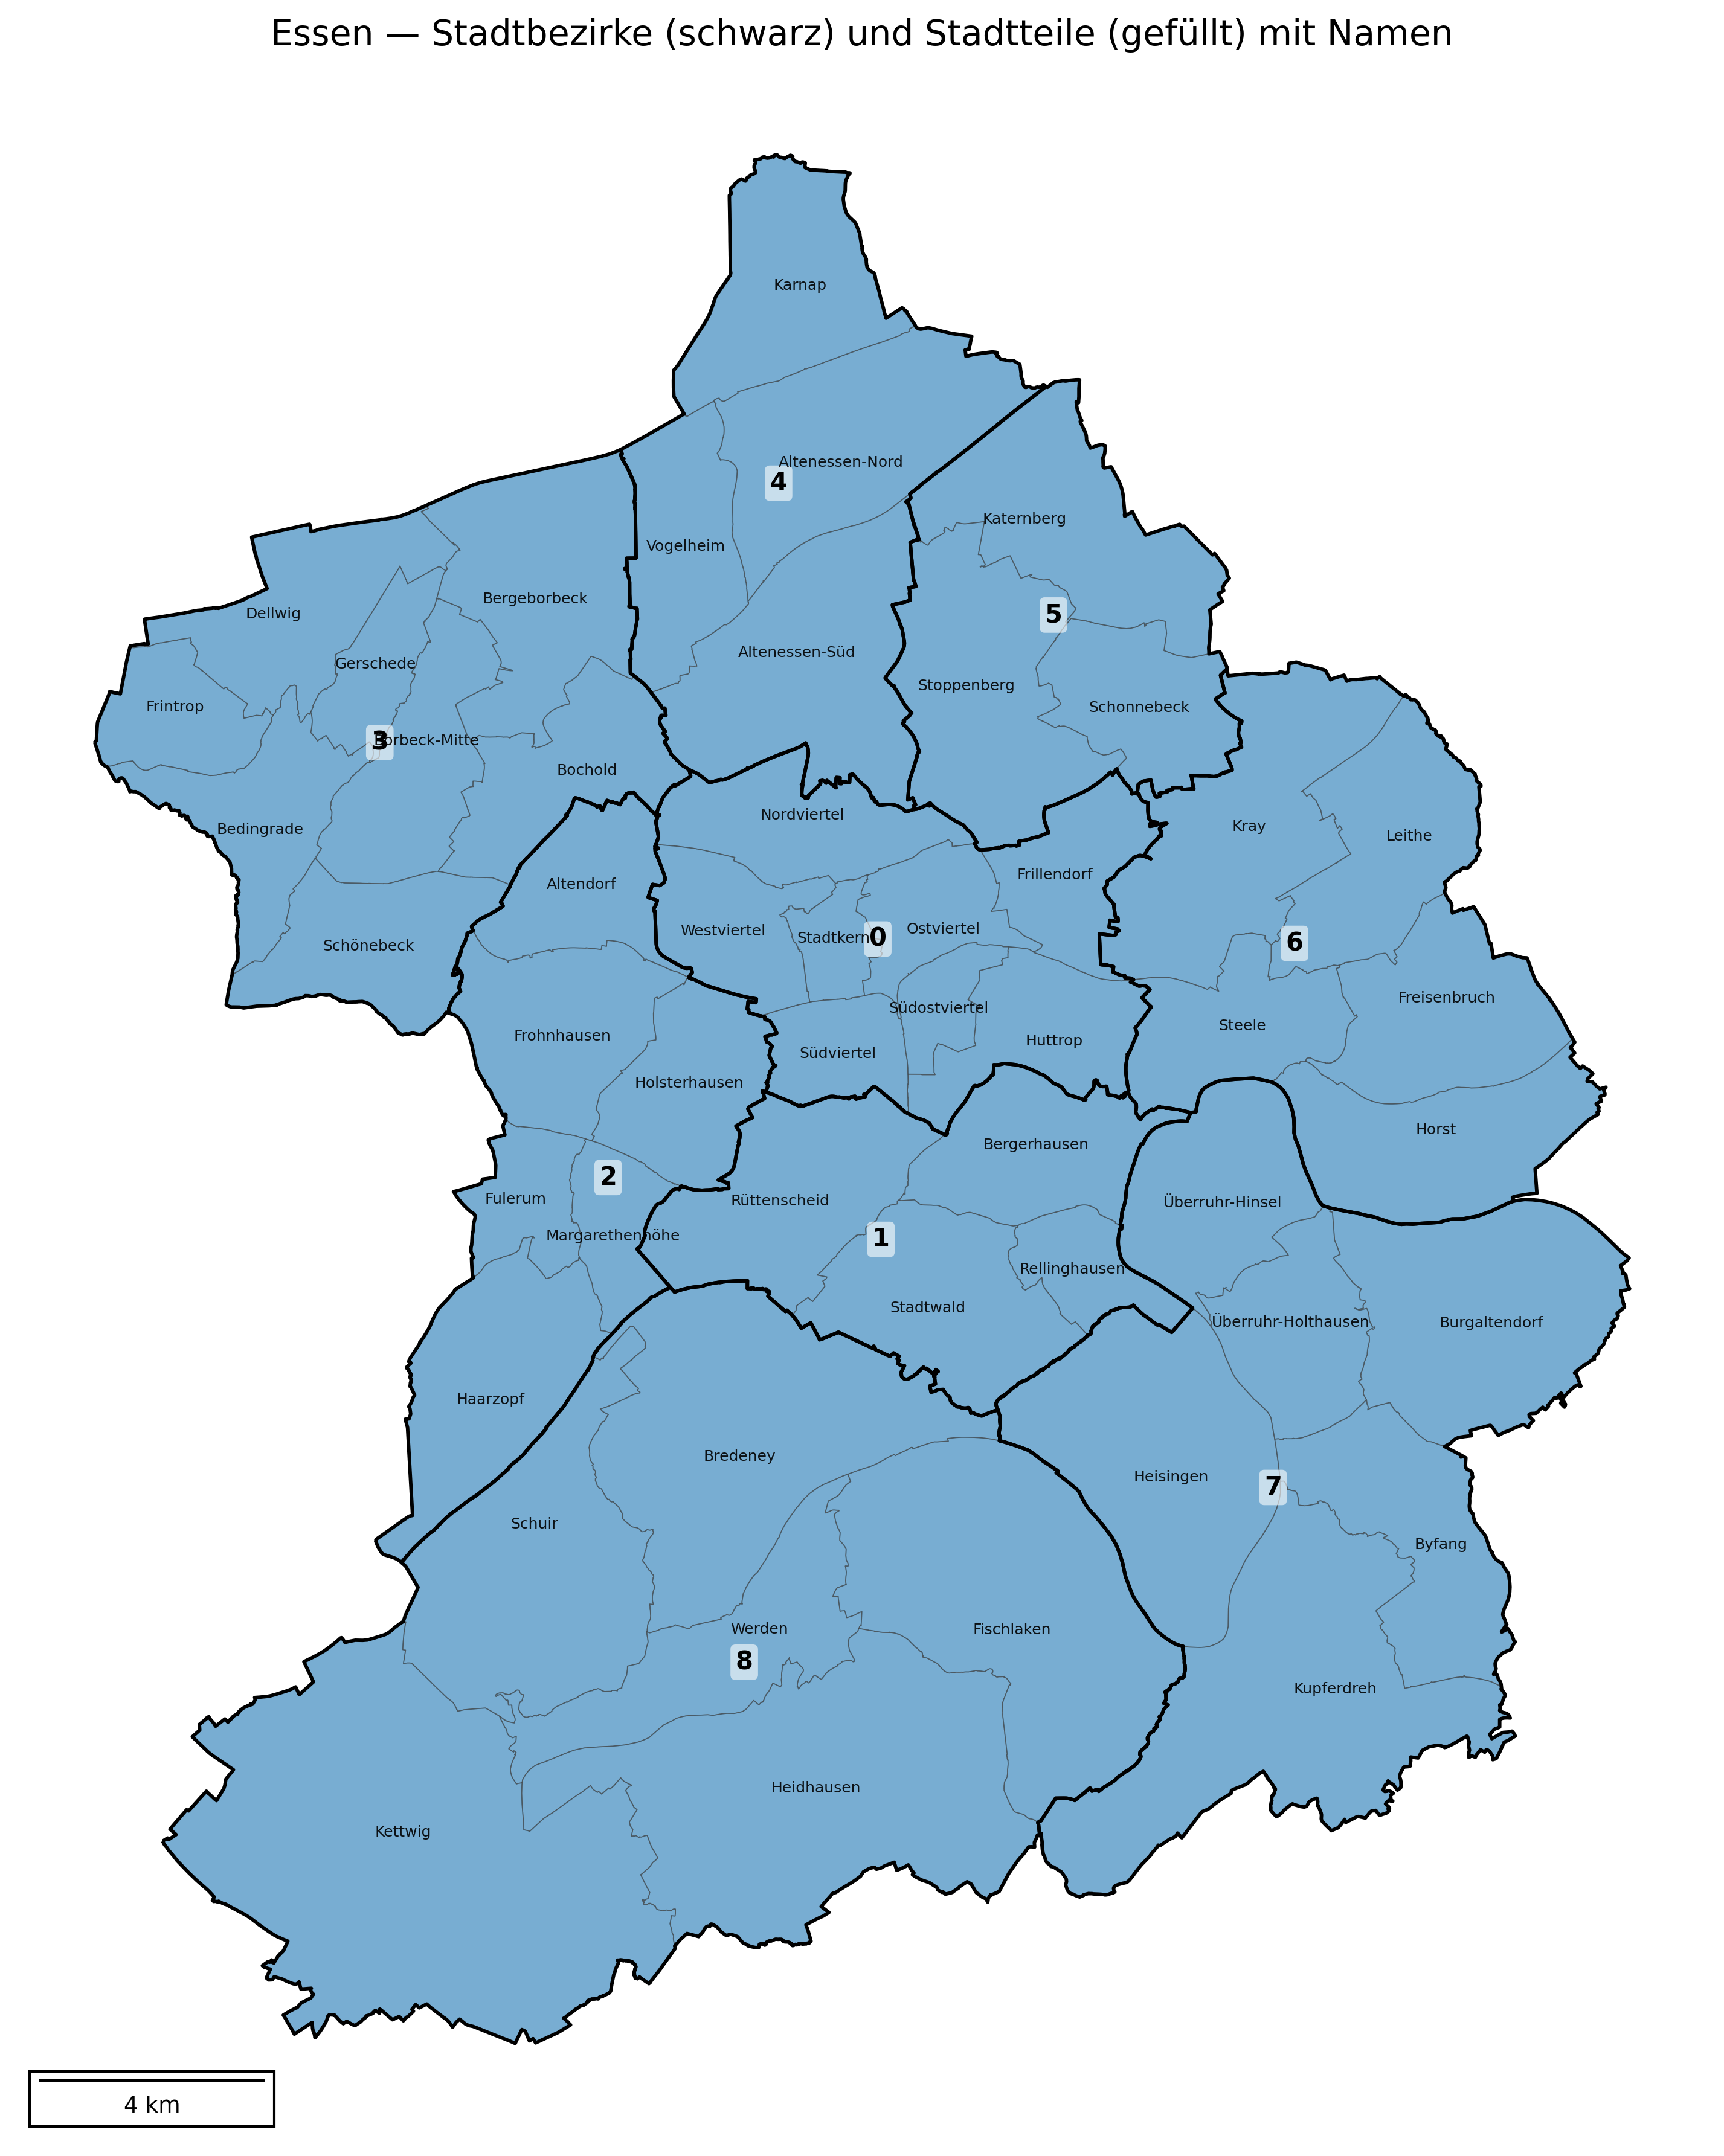 Essen — Stadtbezirke (schwarz) und Stadtteile (gefüllt) mit Namen
Karnap
Altenessen-Nord
4
Katernberg
Vogelheim
Bergeborbeck
Dellwig
5
Altenessen-Süd
Gerschede
Stoppenberg
Frintrop
Schonnebeck
3
Borbeck-Mitte
Bochold
Nordviertel
Kray
Bedingrade
Leithe
Frillendorf
Altendorf
Westviertel
Stadtkern
0
Ostviertel
6
Schönebeck
Freisenbruch
Südostviertel
Steele
Frohnhausen
Huttrop
Südviertel
Holsterhausen
Horst
Bergerhausen
2
Fulerum
Rüttenscheid
Überruhr-Hinsel
Margarethenhöhe
1
Rellinghausen
Stadtwald
Überruhr-Holthausen
Burgaltendorf
Haarzopf
Bredeney
Heisingen
7
Schuir
Byfang
Werden
Fischlaken
8
Kupferdreh
Heidhausen
Kettwig
4 km